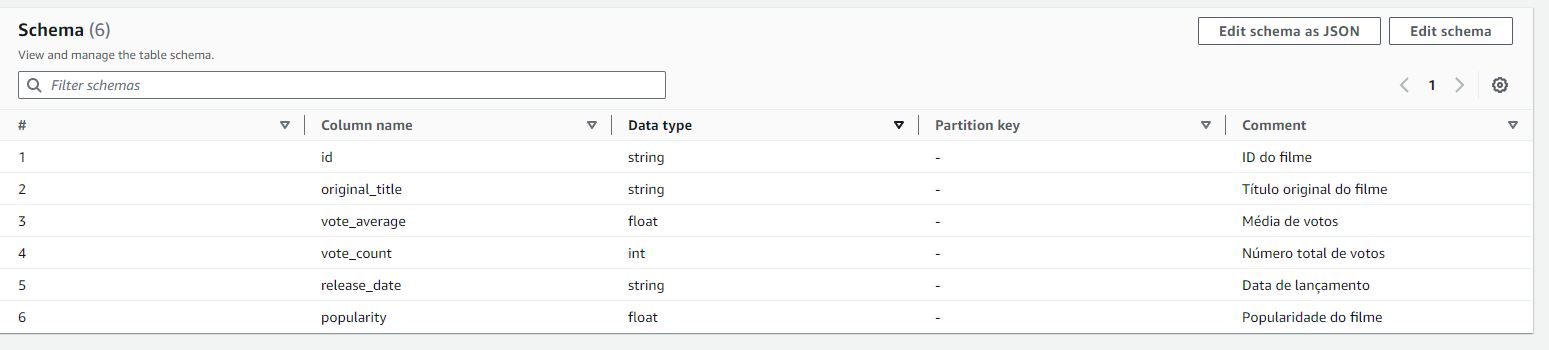 Schema (6)
Edit schema as JSON
Edit schema
View and manage the table schema.
Filter schemas
1
# Column name Data type Partition key Comment
1 id string - ID do filme
2 original_title string - Título original do filme
3 vote_average float - Média de votos
4 vote_count int - Número total de votos
5 release_date string - Data de lançamento
6 popularity float - Popularidade do filme